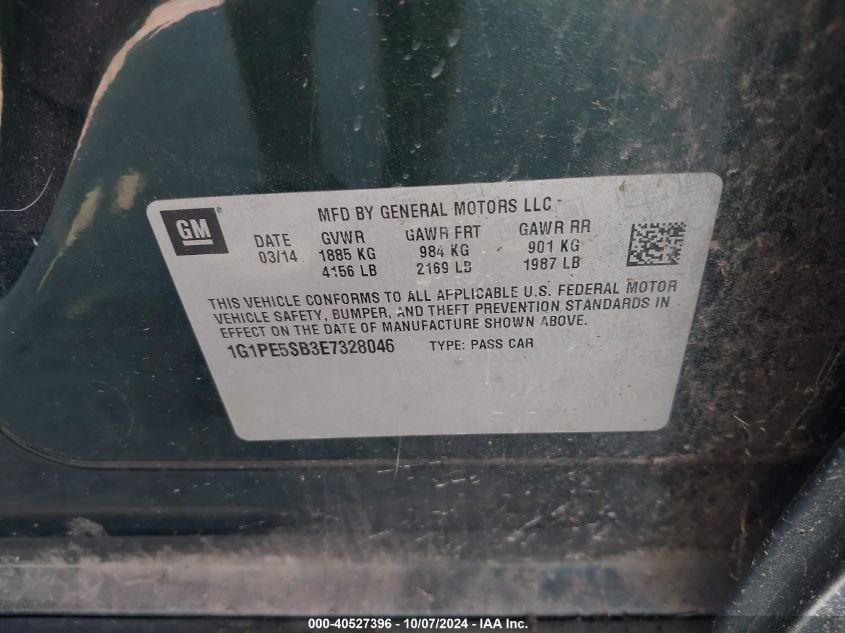 GM ®
MFD BY GENERAL MOTORS LLC
DATE GVWR GAWR FRT GAWR RR
03/14 1885 KG 984 KG 901 KG
4156 LB 2169 LB 1987 LB
THIS VEHICLE CONFORMS TO ALL APPLICABLE U.S. FEDERAL MOTOR
VEHICLE SAFETY, BUMPER, AND THEFT PREVENTION STANDARDS IN
EFFECT ON THE DATE OF MANUFACTURE SHOWN ABOVE.
1G1PE5SB3E7328046 TYPE: PASS CAR
000-40527396 - 10/07/2024 - IAA Inc.